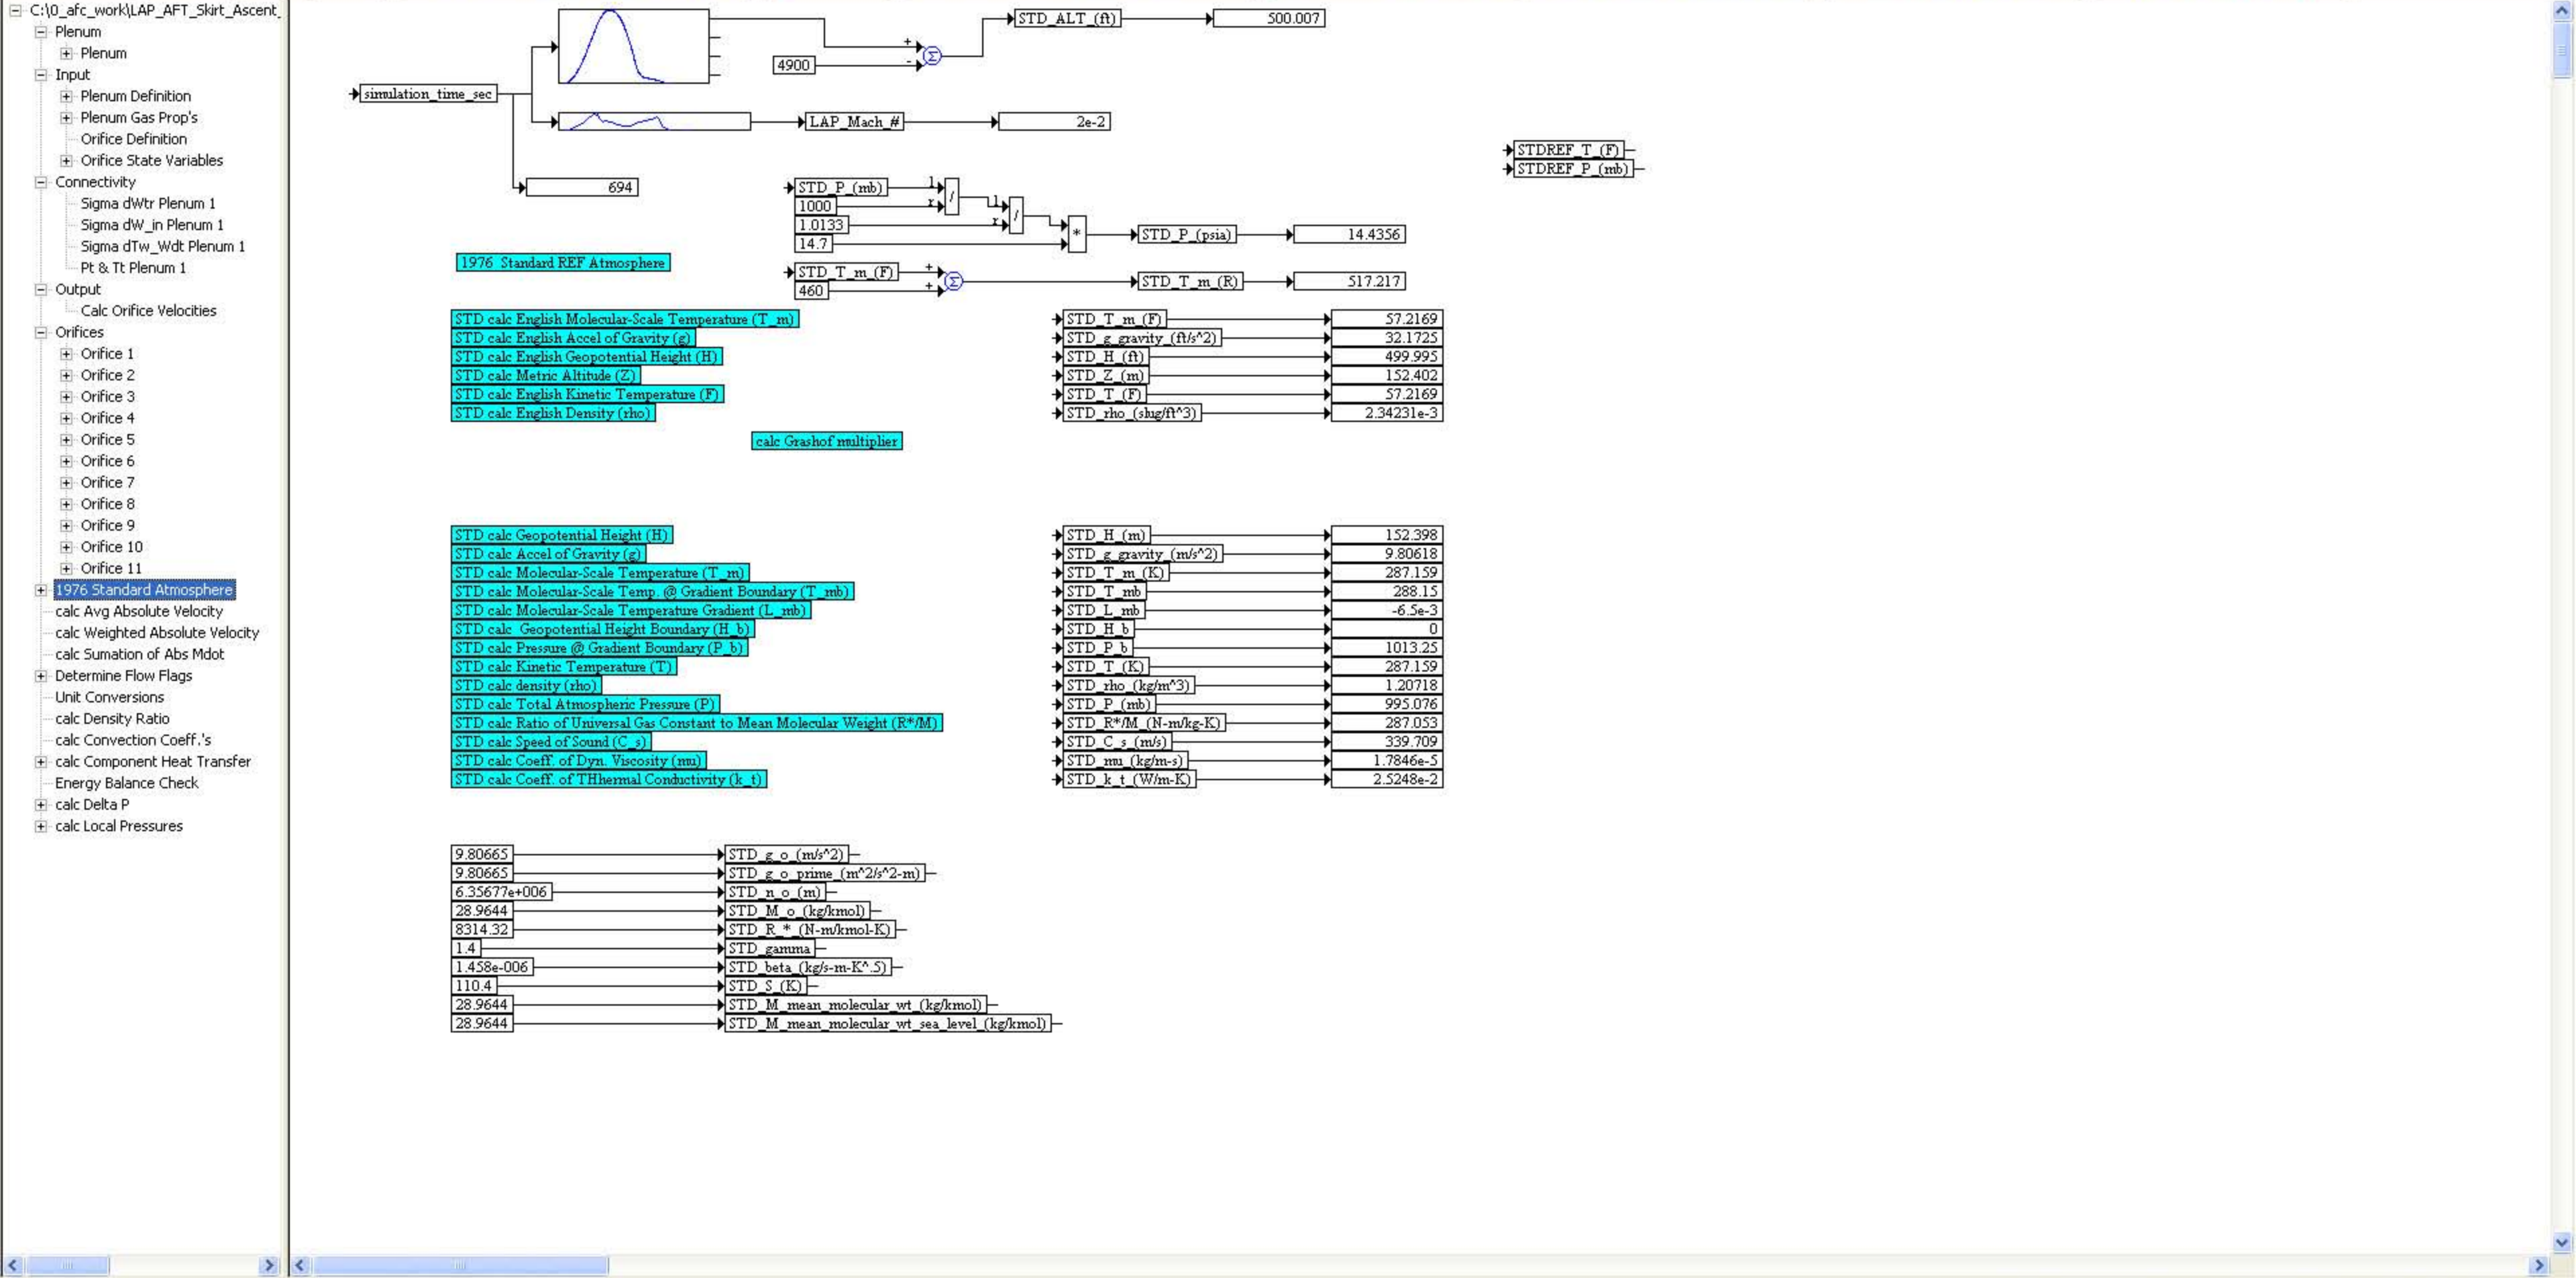 C:\0_afc_work\LAP_AFT_Skirt_Ascent_
Plenum
Plenum
Input
Plenum Definition
Plenum Gas Prop's
Orifice Definition
Orifice State Variables
Connectivity
Sigma dWtr Plenum 1
Sigma dW_in Plenum 1
Sigma dTw_Wdt Plenum 1
Pt & Tt Plenum 1
Output
Calc Orifice Velocities
Orifices
Orifice 1
Orifice 2
Orifice 3
Orifice 4
Orifice 5
Orifice 6
Orifice 7
Orifice 8
Orifice 9
Orifice 10
Orifice 11
1976 Standard Atmosphere
calc Avg Absolute Velocity
calc Weighted Absolute Velocity
calc Sumation of Abs Mdot
Determine Flow Flags
Unit Conversions
calc Density Ratio
calc Convection Coeff.'s
calc Component Heat Transfer
Energy Balance Check
calc Delta P
calc Local Pressures
STD_ALT_(ft) 500.007
+
4900 - Σ
simulation_time_sec
LAP_Mach_# 2e-2
STDREF_T_(F)
STDREF_P_(mb)
694
STD_P_(mb) l
1000 r /
l
1.0133 r /
14.7 * STD_P_(psia) 14.4356
1976 Standard REF Atmosphere
STD_T_m_(F) + Σ STD_T_m_(R) 517.217
460 +
STD calc English Molecular-Scale Temperature (T_m) STD_T_m_(F) 57.2169
STD calc English Accel of Gravity (g) STD_g_gravity_(ft/s^2) 32.1725
STD calc English Geopotential Height (H) STD_H_(ft) 499.995
STD calc Metric Altitude (Z) STD_Z_(m) 152.402
STD calc English Kinetic Temperature (F) STD_T_(F) 57.2169
STD calc English Density (rho) STD_rho_(slug/ft^3) 2.34231e-3
calc Grashof multiplier
STD calc Geopotential Height (H) STD_H_(m) 152.398
STD calc Accel of Gravity (g) STD_g_gravity_(m/s^2) 9.80618
STD calc Molecular-Scale Temperature (T_m) STD_T_m_(K) 287.159
STD calc Molecular-Scale Temp. @ Gradient Boundary (T_mb) STD_T_mb 288.15
STD calc Molecular-Scale Temperature Gradient (L_mb) STD_L_mb -6.5e-3
STD calc  Geopotential Height Boundary (H_b) STD_H_b 0
STD calc Pressure @ Gradient Boundary (P_b) STD_P_b 1013.25
STD calc Kinetic Temperature (T) STD_T_(K) 287.159
STD calc density (rho) STD_rho_(kg/m^3) 1.20718
STD calc Total Atmospheric Pressure (P) STD_P_(mb) 995.076
STD calc Ratio of Universal Gas Constant to Mean Molecular Weight (R*/M) STD_R*/M_(N-m/kg-K) 287.053
STD calc Speed of Sound (C_s) STD_C_s_(m/s) 339.709
STD calc Coeff. of Dyn. Viscosity (mu) STD_mu_(kg/m-s) 1.7846e-5
STD calc Coeff. of THhermal Conductivity (k_t) STD_k_t_(W/m-K) 2.5248e-2
9.80665 STD_g_o_(m/s^2)
9.80665 STD_g_o_prime_(m^2/s^2-m)
6.35677e+006 STD_n_o_(m)
28.9644 STD_M_o_(kg/kmol)
8314.32 STD_R_*_(N-m/kmol-K)
1.4 STD_gamma
1.458e-006 STD_beta_(kg/s-m-K^.5)
110.4 STD_S_(K)
28.9644 STD_M_mean_molecular_wt_(kg/kmol)
28.9644 STD_M_mean_molecular_wt_sea_level_(kg/kmol)